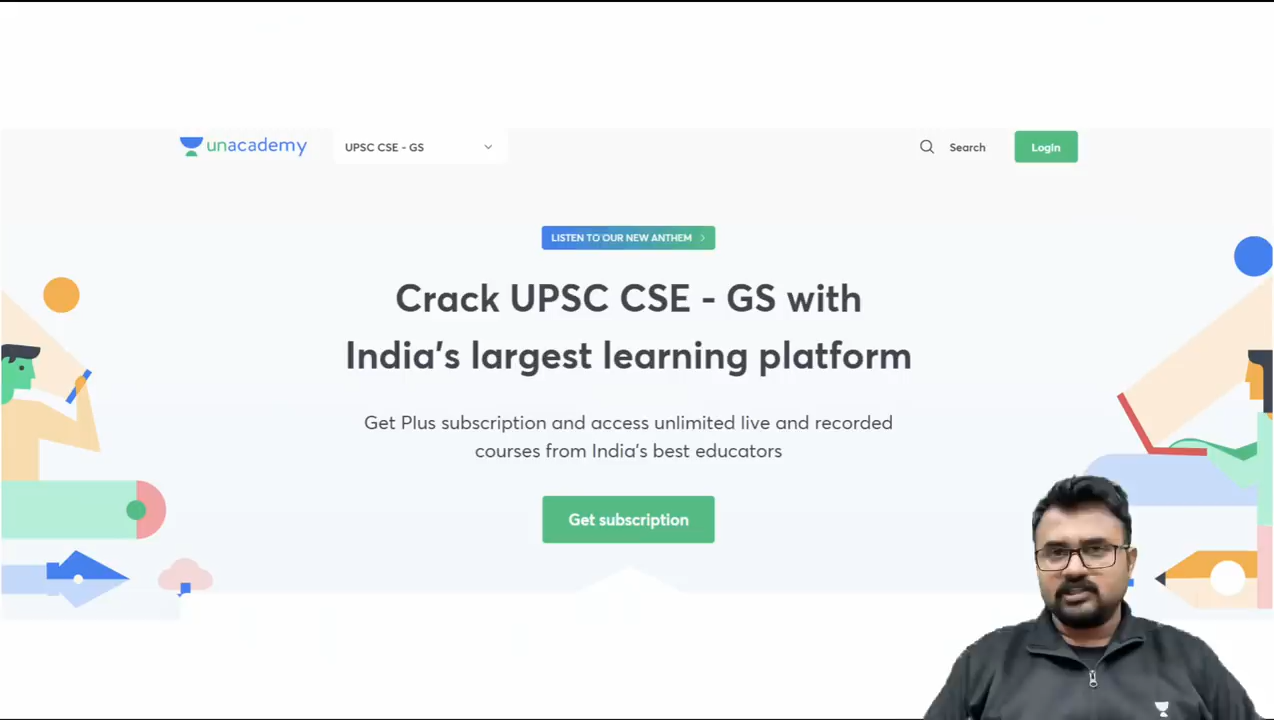 unacademy
UPSC CSE - GS
Search
Login
LISTEN TO OUR NEW ANTHEM
Crack UPSC CSE - GS with
India's largest learning platform
Get Plus subscription and access unlimited live and recorded
courses from India's best educators
Get subscription